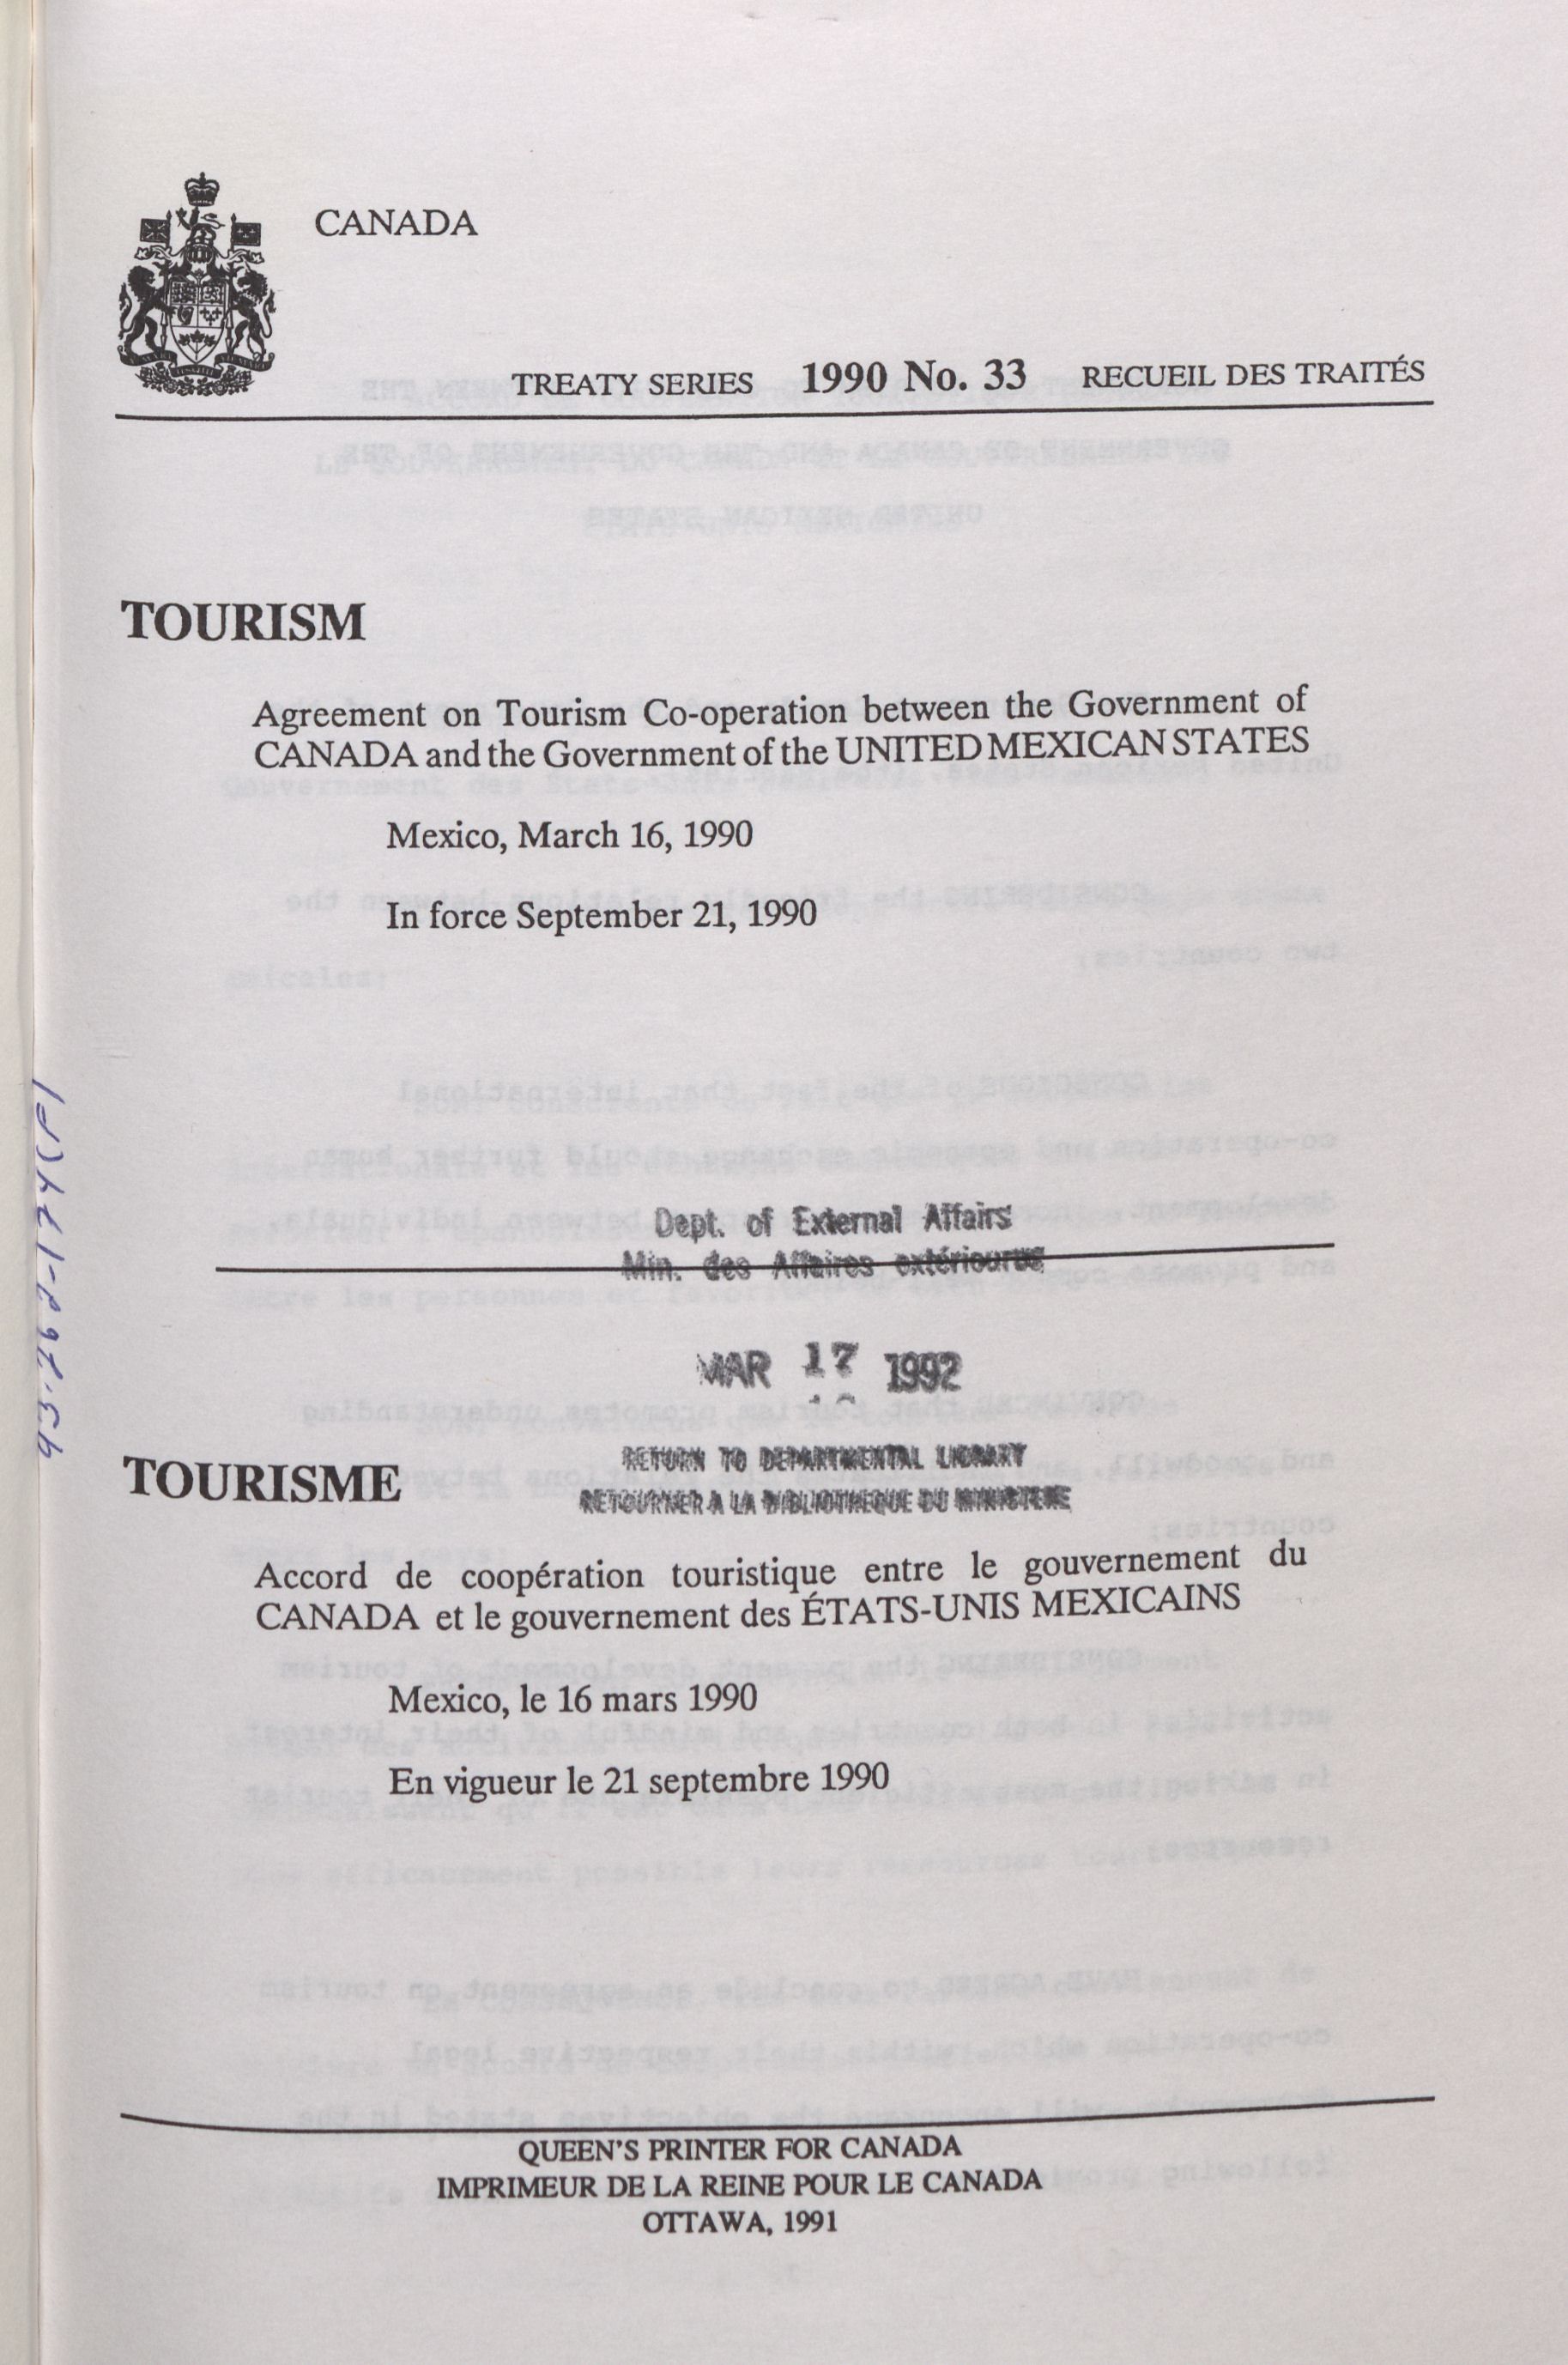 CANADA
TREATY SERIES 1990 No. 33 RECUEIL DES TRAITÉS
TOURISM
Agreement on Tourism Co-operation between the Government of
CANADA and the Government of the UNITED MEXICAN STATES
Mexico, March 16, 1990
In force September 21, 1990
Dept. of External Affairs
Min. des Affaires extérieures
MAR 17 1992
RETURN TO DEPARTMENTAL LIBRARY
RETOURNER A LA BIBLIOTHEQUE DU MINISTERE
TOURISME
Accord de coopération touristique entre le gouvernement du
CANADA et le gouvernement des ÉTATS-UNIS MEXICAINS
Mexico, le 16 mars 1990
En vigueur le 21 septembre 1990
QUEEN'S PRINTER FOR CANADA
IMPRIMEUR DE LA REINE POUR LE CANADA
OTTAWA, 1991